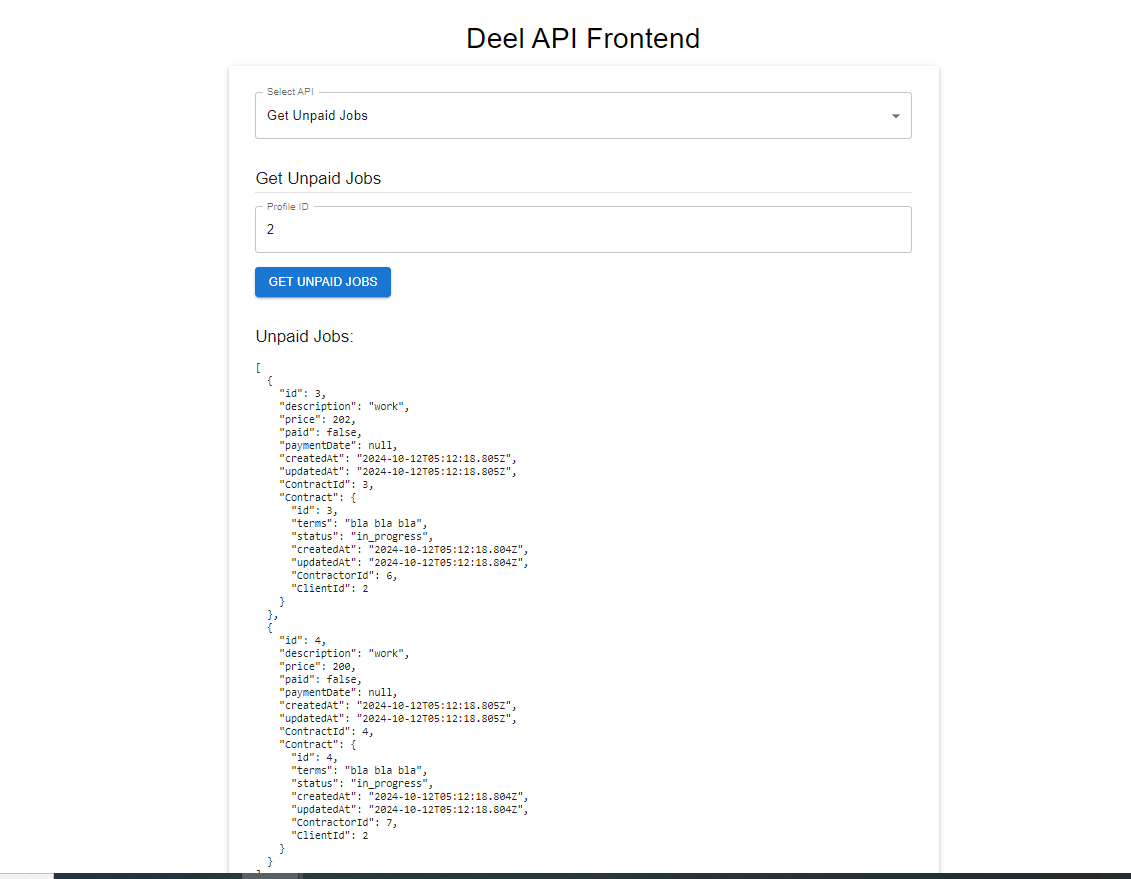 Deel API Frontend
Select API
Get Unpaid Jobs
Get Unpaid Jobs
Profile ID
2
GET UNPAID JOBS
Unpaid Jobs:
[
  {
    "id": 3,
    "description": "work",
    "price": 202,
    "paid": false,
    "paymentDate": null,
    "createdAt": "2024-10-12T05:12:18.805Z",
    "updatedAt": "2024-10-12T05:12:18.805Z",
    "ContractId": 3,
    "Contract": {
      "id": 3,
      "terms": "bla bla bla",
      "status": "in_progress",
      "createdAt": "2024-10-12T05:12:18.804Z",
      "updatedAt": "2024-10-12T05:12:18.804Z",
      "ContractorId": 6,
      "ClientId": 2
    }
  },
  {
    "id": 4,
    "description": "work",
    "price": 200,
    "paid": false,
    "paymentDate": null,
    "createdAt": "2024-10-12T05:12:18.805Z",
    "updatedAt": "2024-10-12T05:12:18.805Z",
    "ContractId": 4,
    "Contract": {
      "id": 4,
      "terms": "bla bla bla",
      "status": "in_progress",
      "createdAt": "2024-10-12T05:12:18.804Z",
      "updatedAt": "2024-10-12T05:12:18.804Z",
      "ContractorId": 7,
      "ClientId": 2
    }
  }